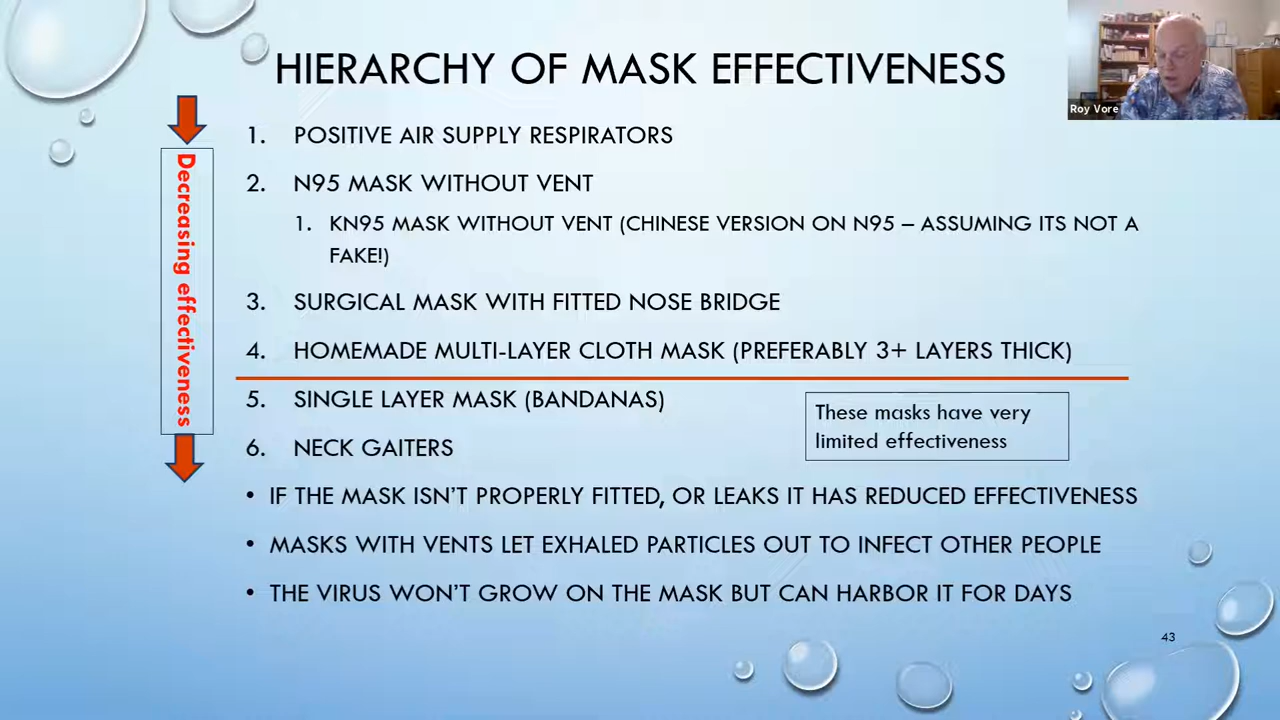 HIERARCHY OF MASK EFFECTIVENESS
Roy Vore
Decreasing effectiveness
1. POSITIVE AIR SUPPLY RESPIRATORS
2. N95 MASK WITHOUT VENT
1. KN95 MASK WITHOUT VENT (CHINESE VERSION ON N95 – ASSUMING ITS NOT A
FAKE!)
3. SURGICAL MASK WITH FITTED NOSE BRIDGE
4. HOMEMADE MULTI-LAYER CLOTH MASK (PREFERABLY 3+ LAYERS THICK)
5. SINGLE LAYER MASK (BANDANAS)
These masks have very
limited effectiveness
6. NECK GAITERS
• IF THE MASK ISN'T PROPERLY FITTED, OR LEAKS IT HAS REDUCED EFFECTIVENESS
• MASKS WITH VENTS LET EXHALED PARTICLES OUT TO INFECT OTHER PEOPLE
• THE VIRUS WON'T GROW ON THE MASK BUT CAN HARBOR IT FOR DAYS
43